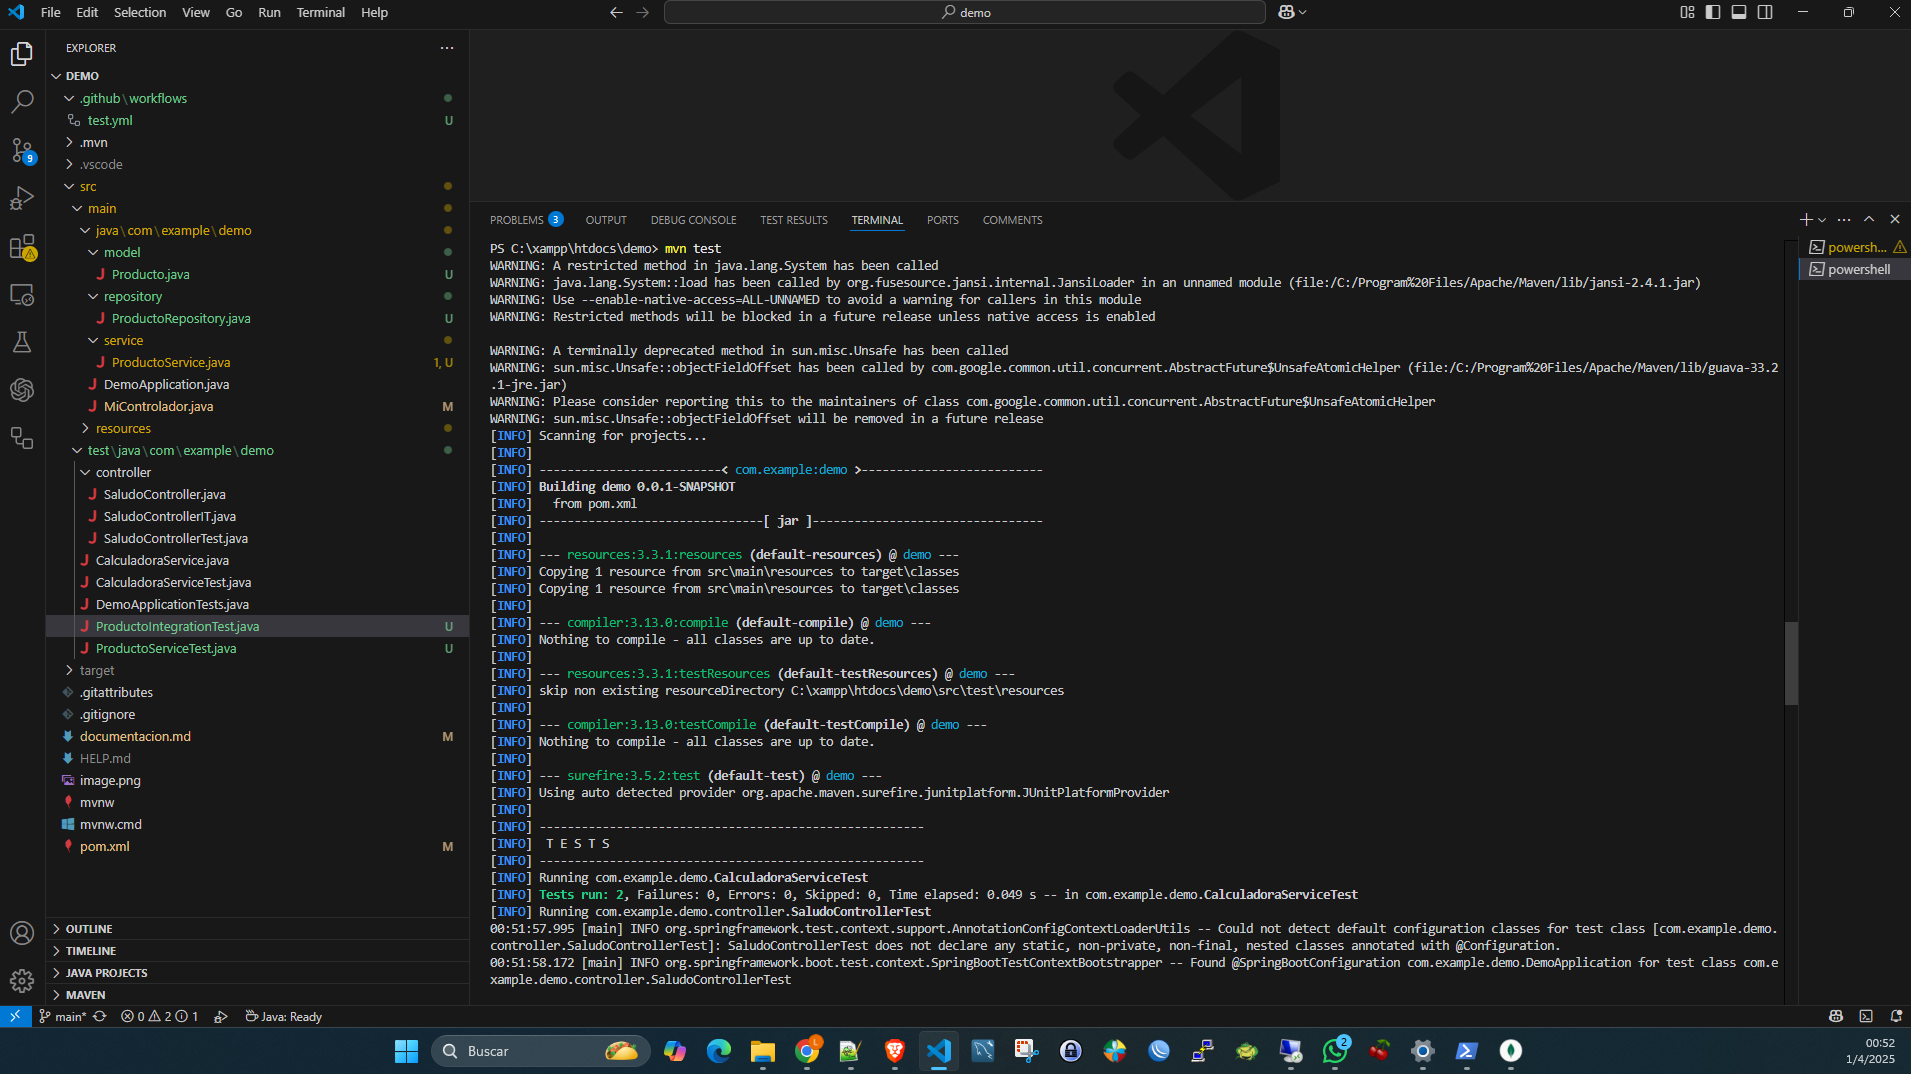 File Edit Selection View Go Run Terminal Help
demo
EXPLORER
DEMO
.github\workflows
test.yml U
.mvn
.vscode
src
main
java\com\example\demo
model
Producto.java U
repository
ProductoRepository.java U
service
ProductoService.java 1, U
DemoApplication.java
MiControlador.java M
resources
test\java\com\example\demo
controller
SaludoController.java
SaludoControllerIT.java
SaludoControllerTest.java
CalculadoraService.java
CalculadoraServiceTest.java
DemoApplicationTests.java
ProductoIntegrationTest.java U
ProductoServiceTest.java U
target
.gitattributes
.gitignore
documentacion.md M
HELP.md
image.png
mvnw
mvnw.cmd
pom.xml M
OUTLINE
TIMELINE
JAVA PROJECTS
MAVEN
9
PROBLEMS 3 OUTPUT DEBUG CONSOLE TEST RESULTS TERMINAL PORTS COMMENTS
powersh...
powershell
PS C:\xampp\htdocs\demo> mvn test
WARNING: A restricted method in java.lang.System has been called
WARNING: java.lang.System::load has been called by org.fusesource.jansi.internal.JansiLoader in an unnamed module (file:/C:/Program%20Files/Apache/Maven/lib/jansi-2.4.1.jar)
WARNING: Use --enable-native-access=ALL-UNNAMED to avoid a warning for callers in this module
WARNING: Restricted methods will be blocked in a future release unless native access is enabled
WARNING: A terminally deprecated method in sun.misc.Unsafe has been called
WARNING: sun.misc.Unsafe::objectFieldOffset has been called by com.google.common.util.concurrent.AbstractFuture$UnsafeAtomicHelper (file:/C:/Program%20Files/Apache/Maven/lib/guava-33.2
.1-jre.jar)
WARNING: Please consider reporting this to the maintainers of class com.google.common.util.concurrent.AbstractFuture$UnsafeAtomicHelper
WARNING: sun.misc.Unsafe::objectFieldOffset will be removed in a future release
[INFO] Scanning for projects...
[INFO]
[INFO] --------------------------< com.example:demo >--------------------------
[INFO] Building demo 0.0.1-SNAPSHOT
[INFO]   from pom.xml
[INFO] --------------------------------[ jar ]---------------------------------
[INFO]
[INFO] --- resources:3.3.1:resources (default-resources) @ demo ---
[INFO] Copying 1 resource from src\main\resources to target\classes
[INFO] Copying 1 resource from src\main\resources to target\classes
[INFO]
[INFO] --- compiler:3.13.0:compile (default-compile) @ demo ---
[INFO] Nothing to compile - all classes are up to date.
[INFO]
[INFO] --- resources:3.3.1:testResources (default-testResources) @ demo ---
[INFO] skip non existing resourceDirectory C:\xampp\htdocs\demo\src\test\resources
[INFO]
[INFO] --- compiler:3.13.0:testCompile (default-testCompile) @ demo ---
[INFO] Nothing to compile - all classes are up to date.
[INFO]
[INFO] --- surefire:3.5.2:test (default-test) @ demo ---
[INFO] Using auto detected provider org.apache.maven.surefire.junitplatform.JUnitPlatformProvider
[INFO]
[INFO] -------------------------------------------------------
[INFO]  T E S T S
[INFO] -------------------------------------------------------
[INFO] Running com.example.demo.CalculadoraServiceTest
[INFO] Tests run: 2, Failures: 0, Errors: 0, Skipped: 0, Time elapsed: 0.049 s -- in com.example.demo.CalculadoraServiceTest
[INFO] Running com.example.demo.controller.SaludoControllerTest
00:51:57.995 [main] INFO org.springframework.test.context.support.AnnotationConfigContextLoaderUtils -- Could not detect default configuration classes for test class [com.example.demo.
controller.SaludoControllerTest]: SaludoControllerTest does not declare any static, non-private, non-final, nested classes annotated with @Configuration.
00:51:58.172 [main] INFO org.springframework.boot.test.context.SpringBootTestContextBootstrapper -- Found @SpringBootConfiguration com.example.demo.DemoApplication for test class com.e
xample.demo.controller.SaludoControllerTest
main* 0 2 1 Java: Ready
Buscar
L
2
00:52
1/4/2025